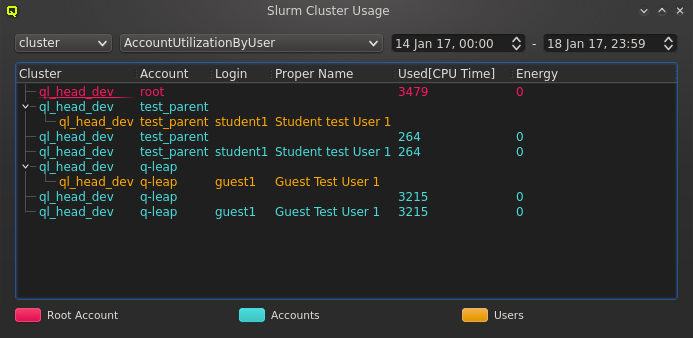 Slurm Cluster Usage
cluster AccountUtilizationByUser 14 Jan 17, 00:00 - 18 Jan 17, 23:59
Cluster Account Login Proper Name Used[CPU Time] Energy
ql_head_dev root 3479 0
ql_head_dev test_parent
ql_head_dev test_parent student1 Student test User 1
ql_head_dev test_parent 264 0
ql_head_dev test_parent student1 Student test User 1 264 0
ql_head_dev q-leap
ql_head_dev q-leap guest1 Guest Test User 1
ql_head_dev q-leap 3215 0
ql_head_dev q-leap guest1 Guest Test User 1 3215 0
Root Account Accounts Users